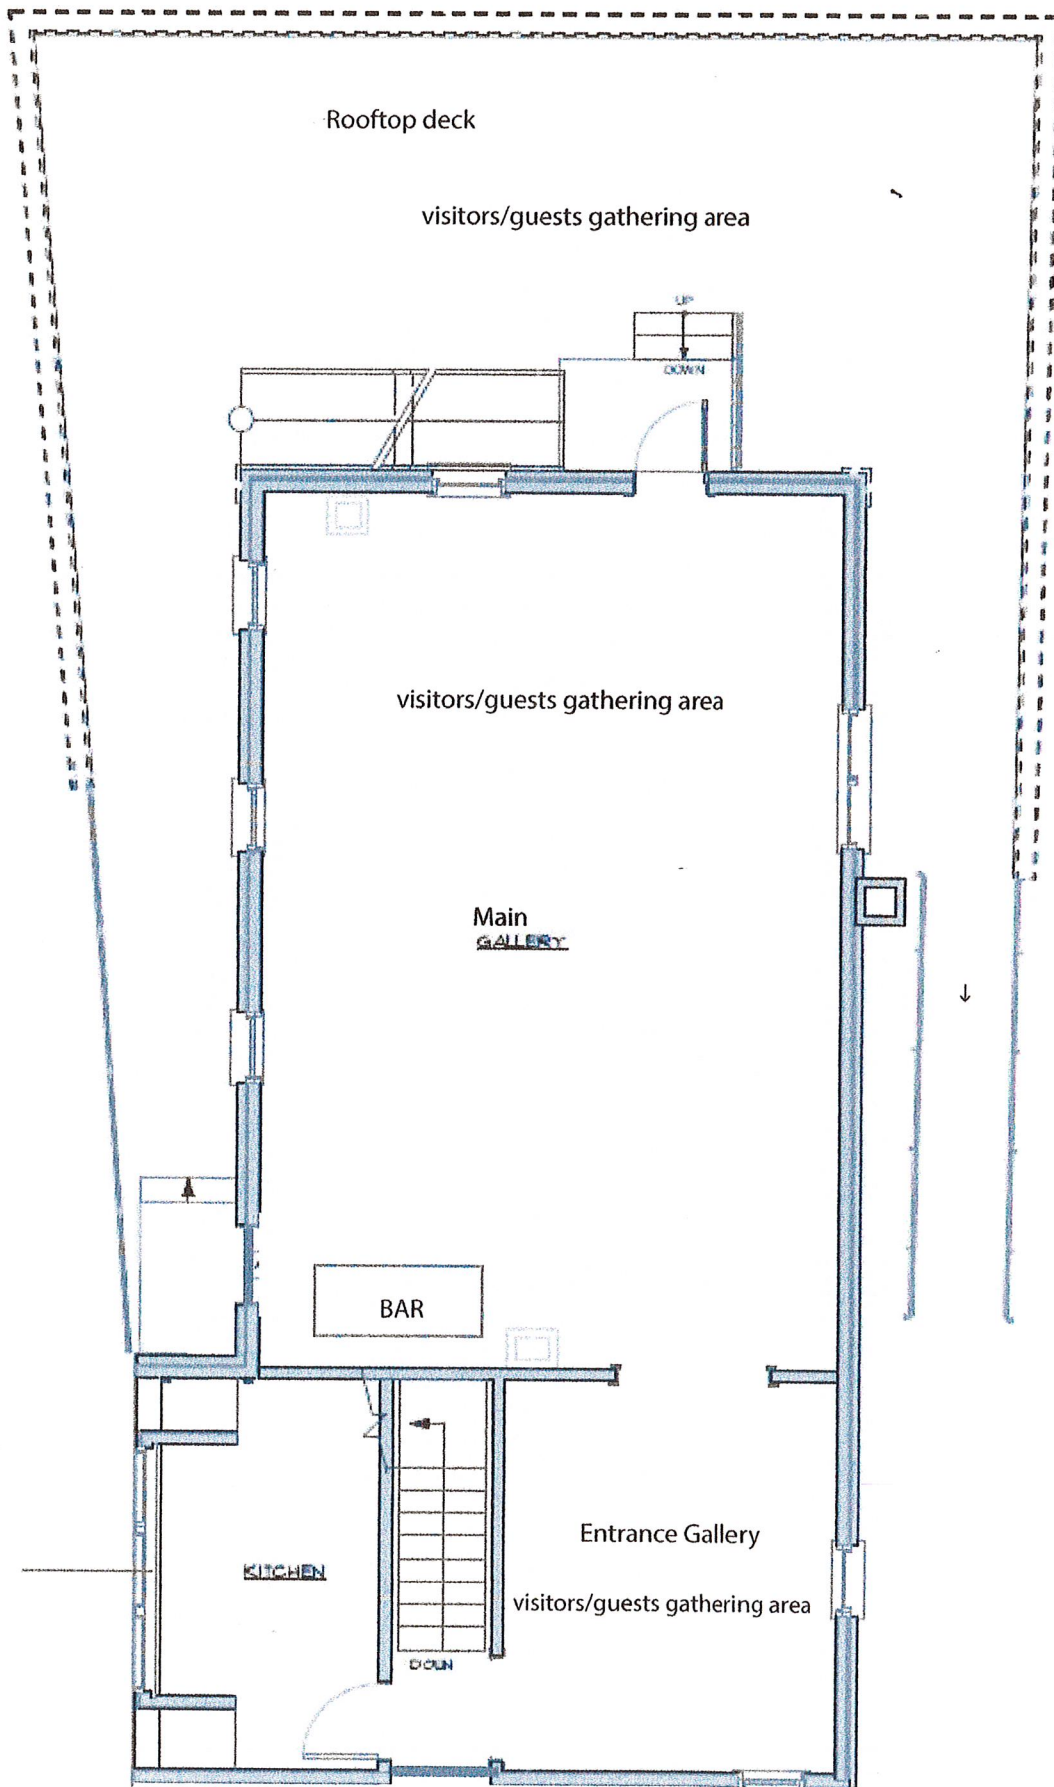 Rooftop deck
visitors/guests gathering area
UP
DOWN
visitors/guests gathering area
Main
GALLERY
BAR
Entrance Gallery
KITCHEN
visitors/guests gathering area
DOWN